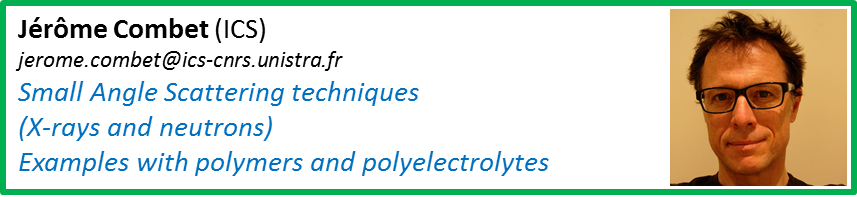 Jérôme Combet (ICS)
jerome.combet@ics-cnrs.unistra.fr
Small Angle Scattering techniques
(X-rays and neutrons)
Examples with polymers and polyelectrolytes